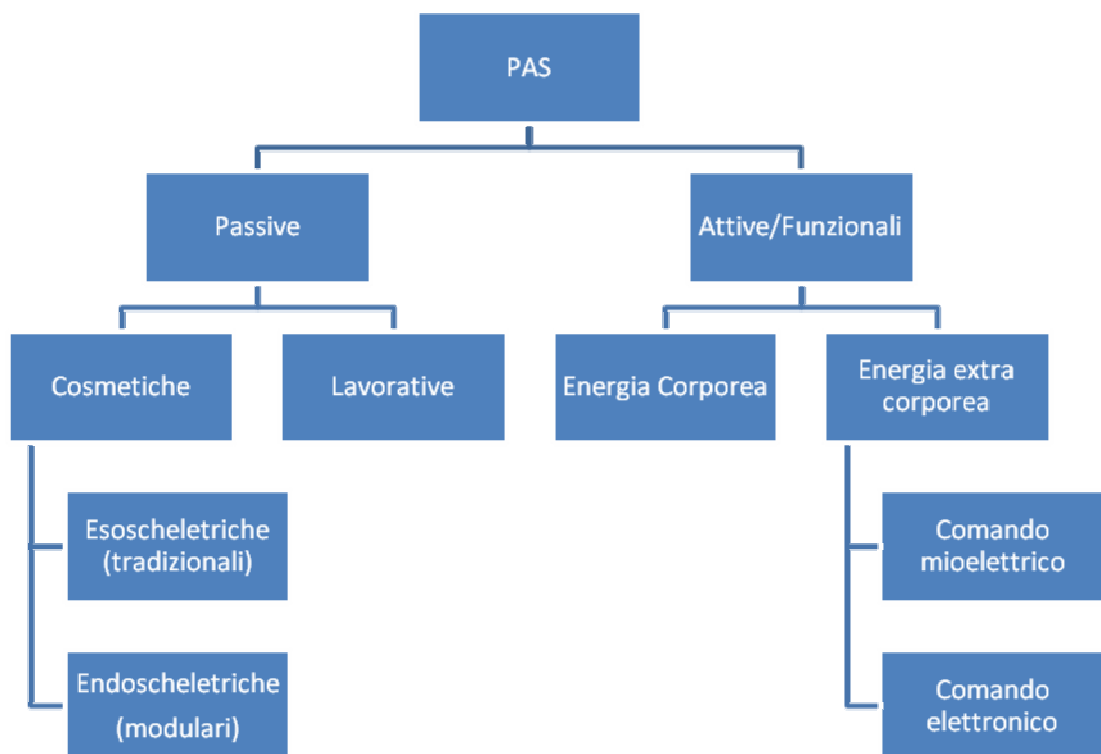 PAS
Passive
Attive/Funzionali
Cosmetiche
Lavorative
Energia Corporea
Energia extra
corporea
Esoscheletriche
(tradizionali)
Comando
mioelettrico
Endoscheletriche
(modulari)
Comando
elettronico